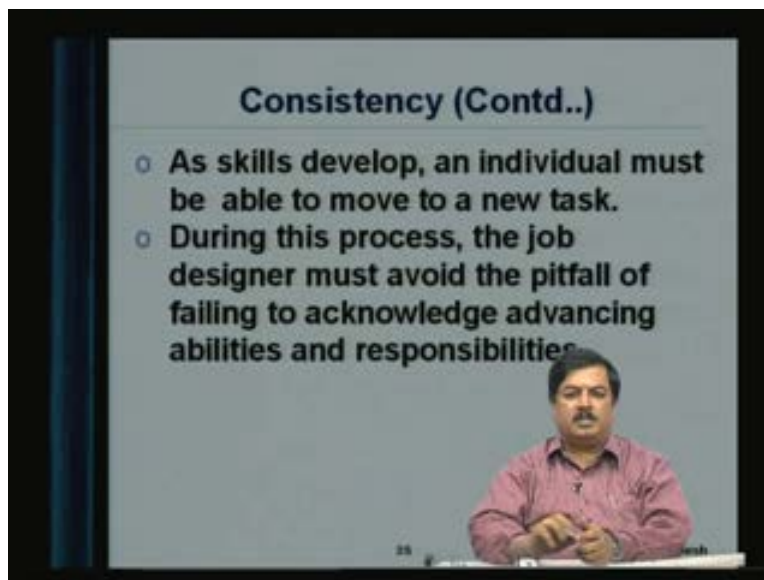 Consistency (Contd..)
o As skills develop, an individual must
be able to move to a new task.
o During this process, the job
designer must avoid the pitfall of
failing to acknowledge advancing
abilities and responsibilities
25